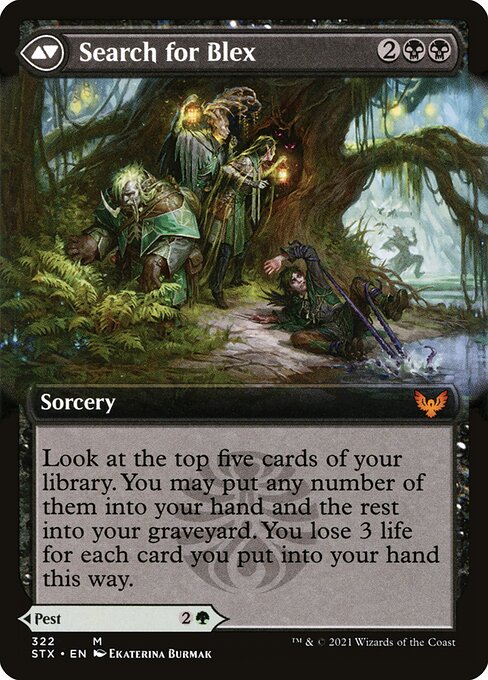 Search for Blex 2
Sorcery
Look at the top five cards of your
library. You may put any number of
them into your hand and the rest
into your graveyard. You lose 3 life
for each card you put into your hand
this way.
Pest 2
322 M
STX • EN EKATERINA BURMAK
™ & © 2021 Wizards of the Coast